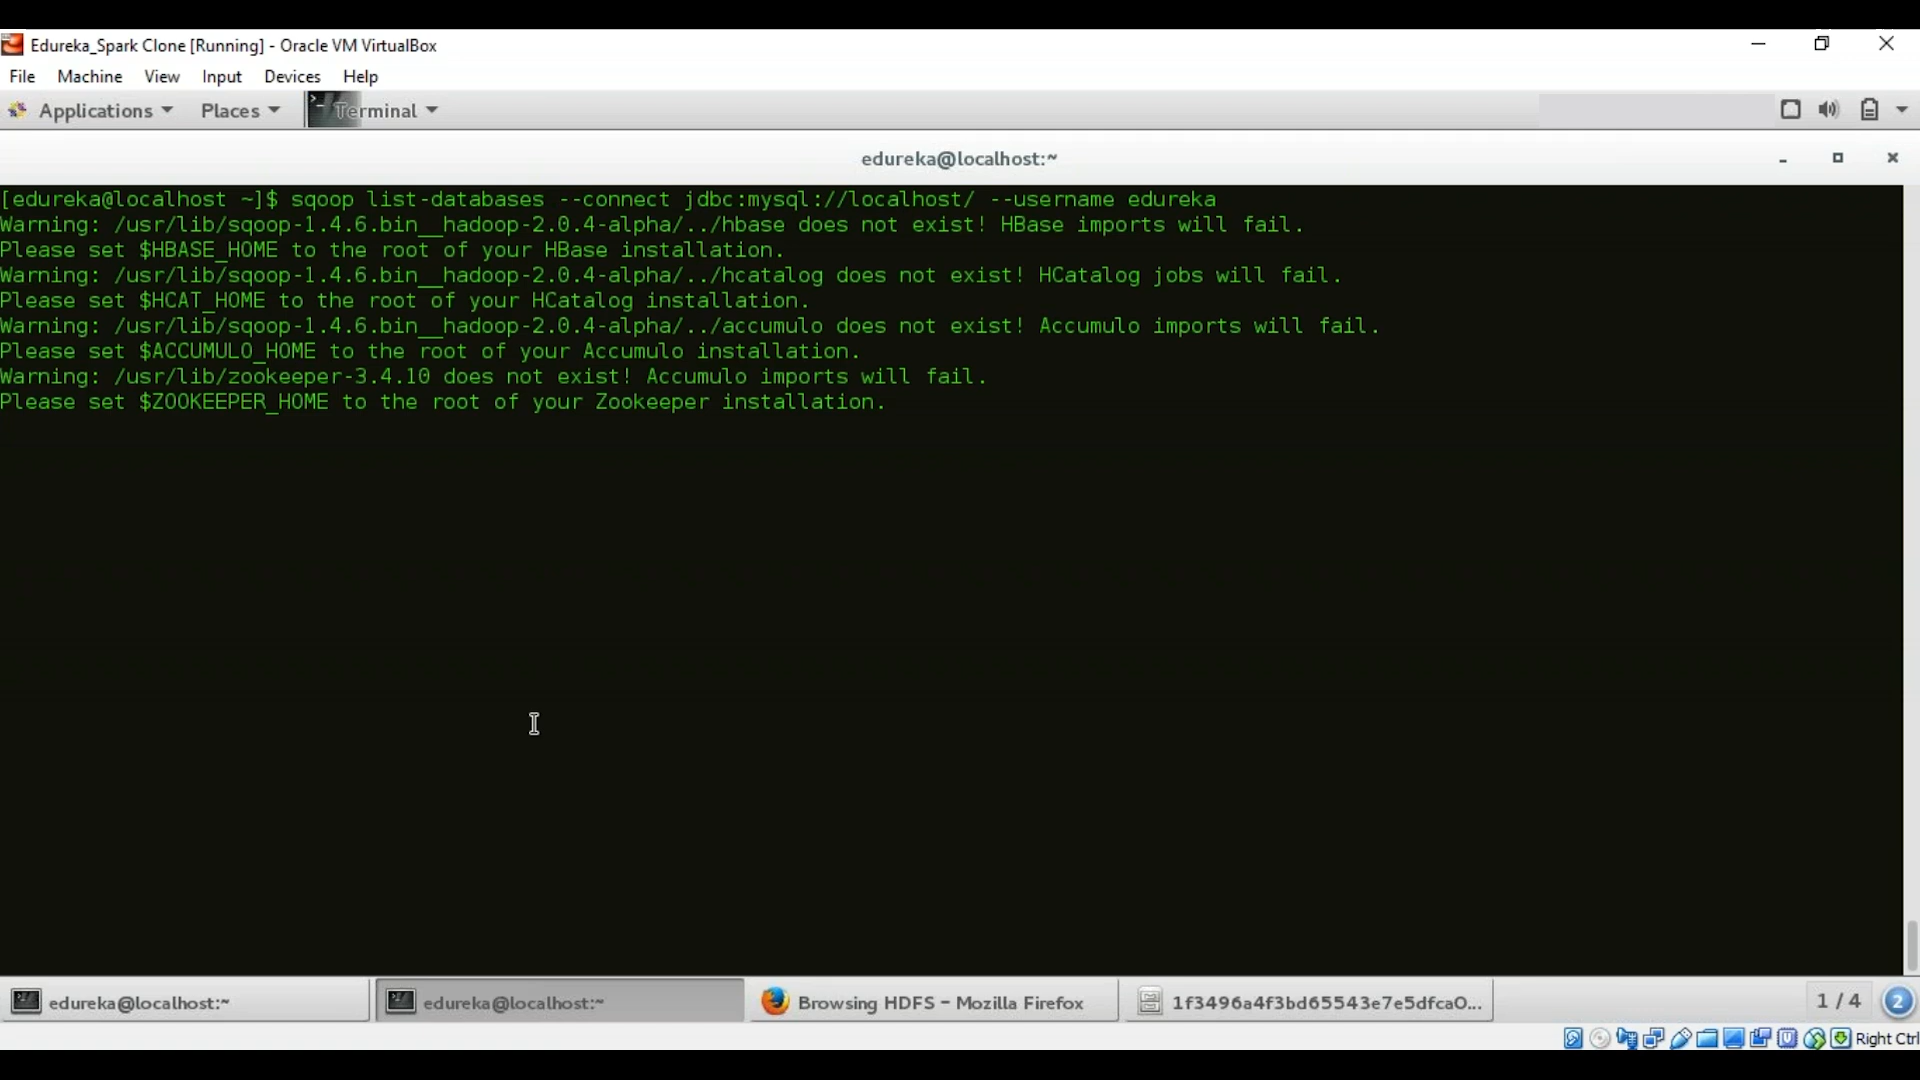 Edureka_Spark Clone [Running] - Oracle VM VirtualBox
File Machine View Input Devices Help
Applications Places Terminal
edureka@localhost:~
[edureka@localhost ~]$ sqoop list-databases --connect jdbc:mysql://localhost/ --username edureka
Warning: /usr/lib/sqoop-1.4.6.bin__hadoop-2.0.4-alpha/../hbase does not exist! HBase imports will fail.
Please set $HBASE_HOME to the root of your HBase installation.
Warning: /usr/lib/sqoop-1.4.6.bin__hadoop-2.0.4-alpha/../hcatalog does not exist! HCatalog jobs will fail.
Please set $HCAT_HOME to the root of your HCatalog installation.
Warning: /usr/lib/sqoop-1.4.6.bin__hadoop-2.0.4-alpha/../accumulo does not exist! Accumulo imports will fail.
Please set $ACCUMULO_HOME to the root of your Accumulo installation.
Warning: /usr/lib/zookeeper-3.4.10 does not exist! Accumulo imports will fail.
Please set $ZOOKEEPER_HOME to the root of your Zookeeper installation.
edureka@localhost:~ edureka@localhost:~ Browsing HDFS - Mozilla Firefox 1f3496a4f3bd65543e7e5dfca0... 1 / 4 2
Right Ctrl